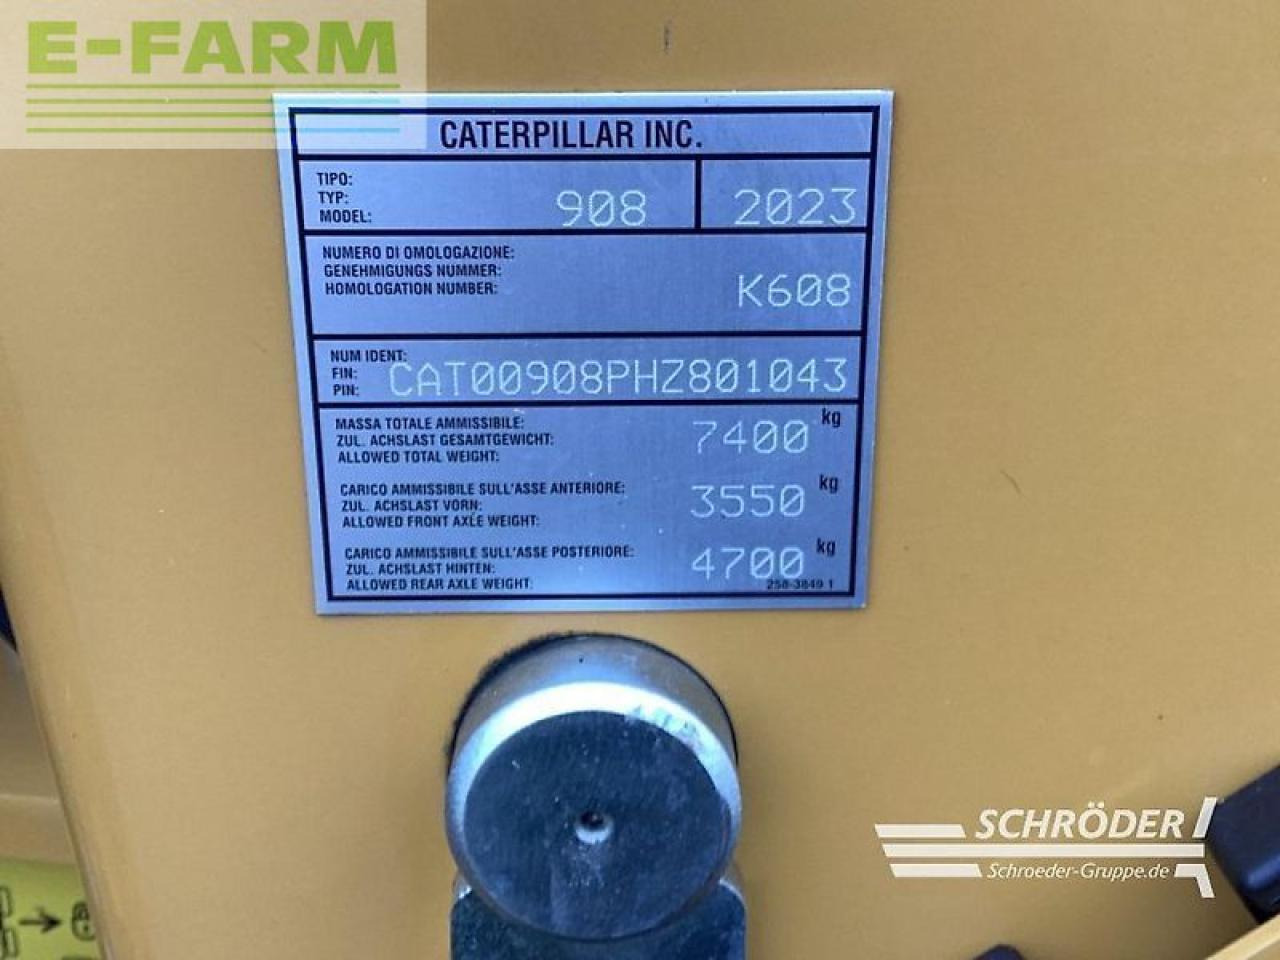 E-FARM
CATERPILLAR INC.
TIPO:
TYP:
MODEL: 908 2023
NUMERO DI OMOLOGAZIONE:
GENEHMIGUNGS NUMMER:
HOMOLOGATION NUMBER: K608
NUM IDENT:
FIN:
PIN: CAT00908PHZ801043
MASSA TOTALE AMMISSIBILE:
ZUL. ACHSLAST GESAMTGEWICHT: 7400 kg
ALLOWED TOTAL WEIGHT:
CARICO AMMISSIBILE SULL'ASSE ANTERIORE:
ZUL. ACHSLAST VORN: 3550 kg
ALLOWED FRONT AXLE WEIGHT:
CARICO AMMISSIBILE SULL'ASSE POSTERIORE:
ZUL. ACHSLAST HINTEN: 4700 kg
ALLOWED REAR AXLE WEIGHT:
258-3849 1
SCHRÖDER
Schroeder-Gruppe.de